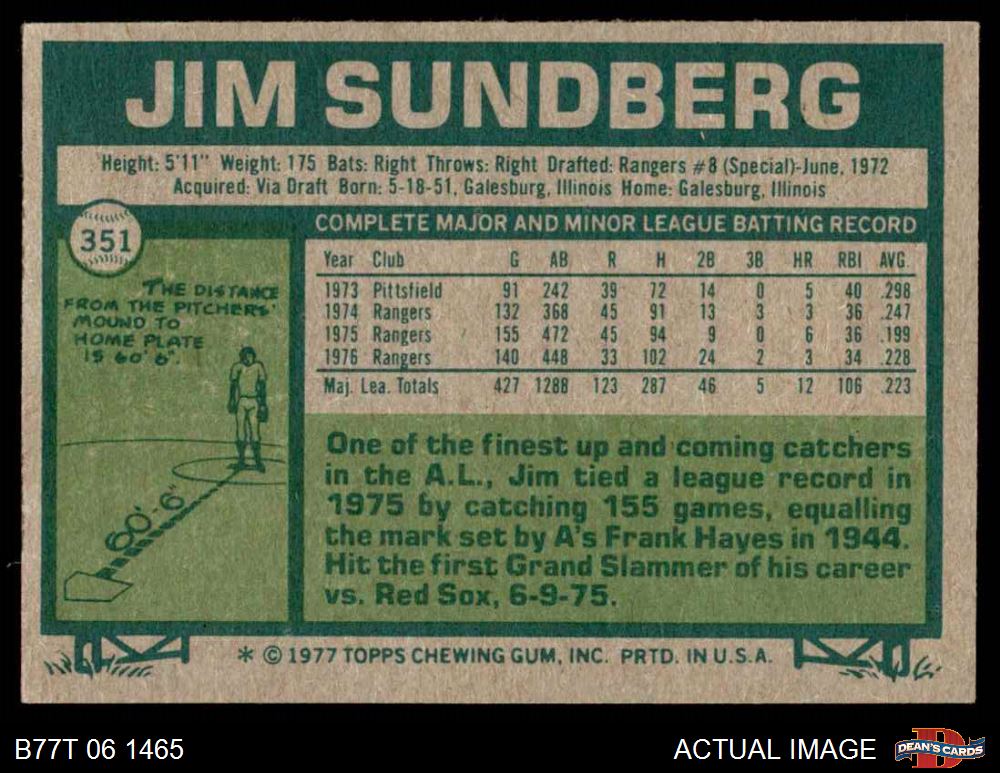 JIM SUNDBERG
Height: 5'11" Weight: 175 Bats: Right Throws: Right Drafted: Rangers #8 (Special)-June, 1972
Acquired: Via Draft Born: 5-18-51, Galesburg, Illinois Home: Galesburg, Illinois
351
THE DISTANCE
FROM THE PITCHERS'
MOUND TO
HOME PLATE
IS 60' 6".
60'-6"
COMPLETE MAJOR AND MINOR LEAGUE BATTING RECORD
Year Club G AB R H 2B 3B HR RBI AVG.
1973 Pittsfield 91 242 39 72 14 0 5 40 .298
1974 Rangers 132 368 45 91 13 3 3 36 .247
1975 Rangers 155 472 45 94 9 0 6 36 .199
1976 Rangers 140 448 33 102 24 2 3 34 .228
Maj. Lea. Totals 427 1288 123 287 46 5 12 106 .223
One of the finest up and coming catchers
in the A.L., Jim tied a league record in
1975 by catching 155 games, equalling
the mark set by A's Frank Hayes in 1944.
Hit the first Grand Slammer of his career
vs. Red Sox, 6-9-75.
* © 1977 TOPPS CHEWING GUM, INC. PRTD. IN U.S.A.
B77T 06 1465
ACTUAL IMAGE
D
DEAN'S CARDS